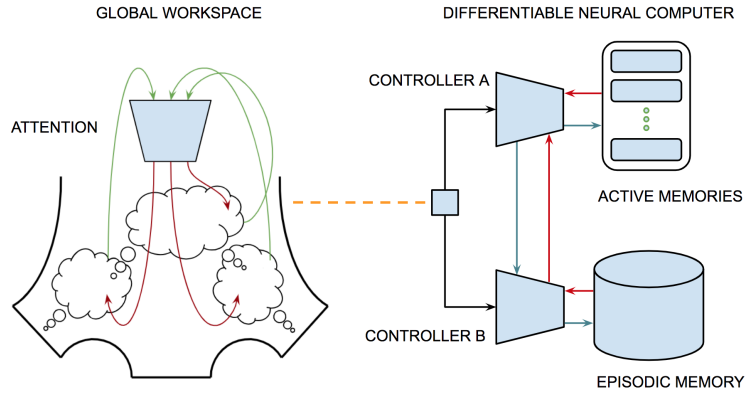 GLOBAL WORKSPACE
ATTENTION
DIFFERENTIABLE NEURAL COMPUTER
CONTROLLER A
ACTIVE MEMORIES
CONTROLLER B
EPISODIC MEMORY